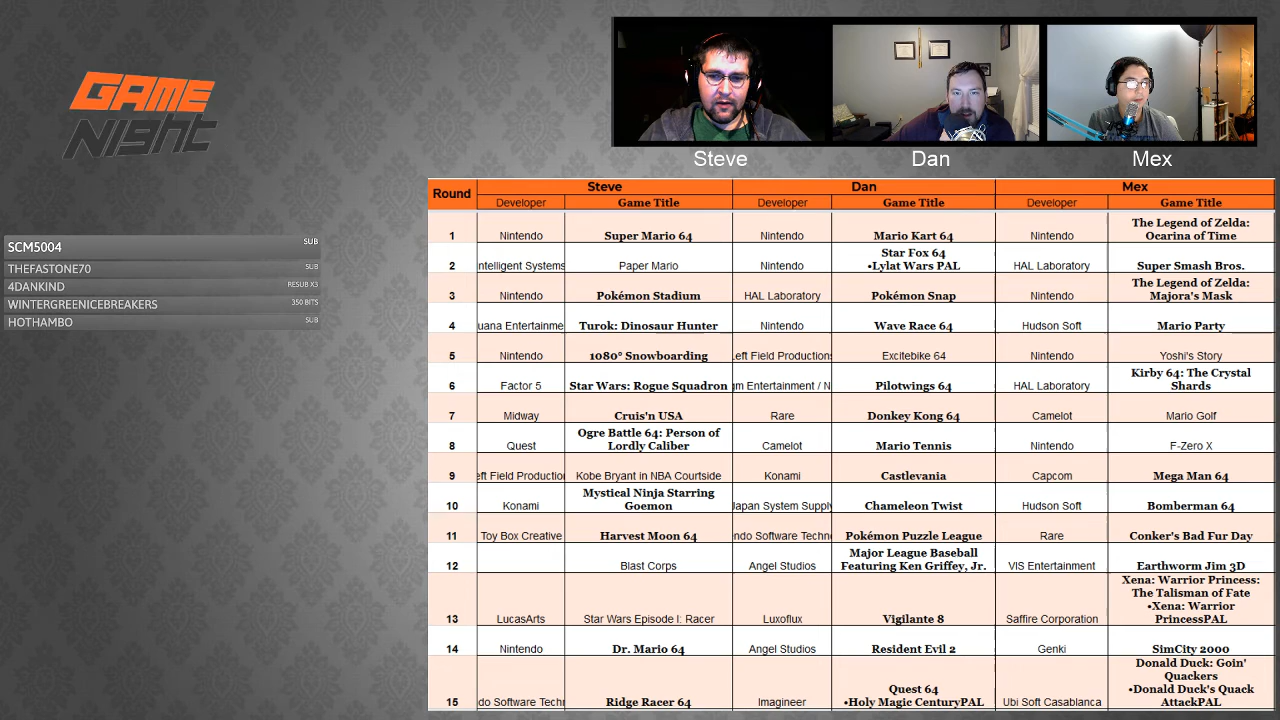 GAME
NIGHT
Steve
Dan
Mex
SCM5004 SUB
THEFASTONE70 SUB
4DANKIND RESUB X3
WINTERGREENICEBREAKERS 350 BITS
HOTHAMBO SUB
Round Steve Dan Mex
Developer Game Title Developer Game Title Developer Game Title
1 Nintendo Super Mario 64 Nintendo Mario Kart 64 Nintendo The Legend of Zelda:
Ocarina of Time
2 ntelligent Systems Paper Mario Nintendo Star Fox 64
•Lylat Wars PAL HAL Laboratory Super Smash Bros.
3 Nintendo Pokémon Stadium HAL Laboratory Pokémon Snap Nintendo The Legend of Zelda:
Majora's Mask
4 uana Entertainme Turok: Dinosaur Hunter Nintendo Wave Race 64 Hudson Soft Mario Party
5 Nintendo 1080° Snowboarding Left Field Productions Excitebike 64 Nintendo Yoshi's Story
6 Factor 5 Star Wars: Rogue Squadron gm Entertainment / N Pilotwings 64 HAL Laboratory Kirby 64: The Crystal
Shards
7 Midway Cruis'n USA Rare Donkey Kong 64 Camelot Mario Golf
8 Quest Ogre Battle 64: Person of
Lordly Caliber Camelot Mario Tennis Nintendo F-Zero X
9 eft Field Production Kobe Bryant in NBA Courtside Konami Castlevania Capcom Mega Man 64
10 Konami Mystical Ninja Starring
Goemon Japan System Supply Chameleon Twist Hudson Soft Bomberman 64
11 Toy Box Creative Harvest Moon 64 ndo Software Techno Pokémon Puzzle League Rare Conker's Bad Fur Day
12 Blast Corps Angel Studios Major League Baseball
Featuring Ken Griffey, Jr. VIS Entertainment Earthworm Jim 3D
13 LucasArts Star Wars Episode I: Racer Luxoflux Vigilante 8 Saffire Corporation Xena: Warrior Princess:
The Talisman of Fate
•Xena: Warrior
PrincessPAL
14 Nintendo Dr. Mario 64 Angel Studios Resident Evil 2 Genki SimCity 2000
15 do Software Techn Ridge Racer 64 Imagineer Quest 64
•Holy Magic CenturyPAL Ubi Soft Casablanca Donald Duck: Goin'
Quackers
•Donald Duck's Quack
AttackPAL